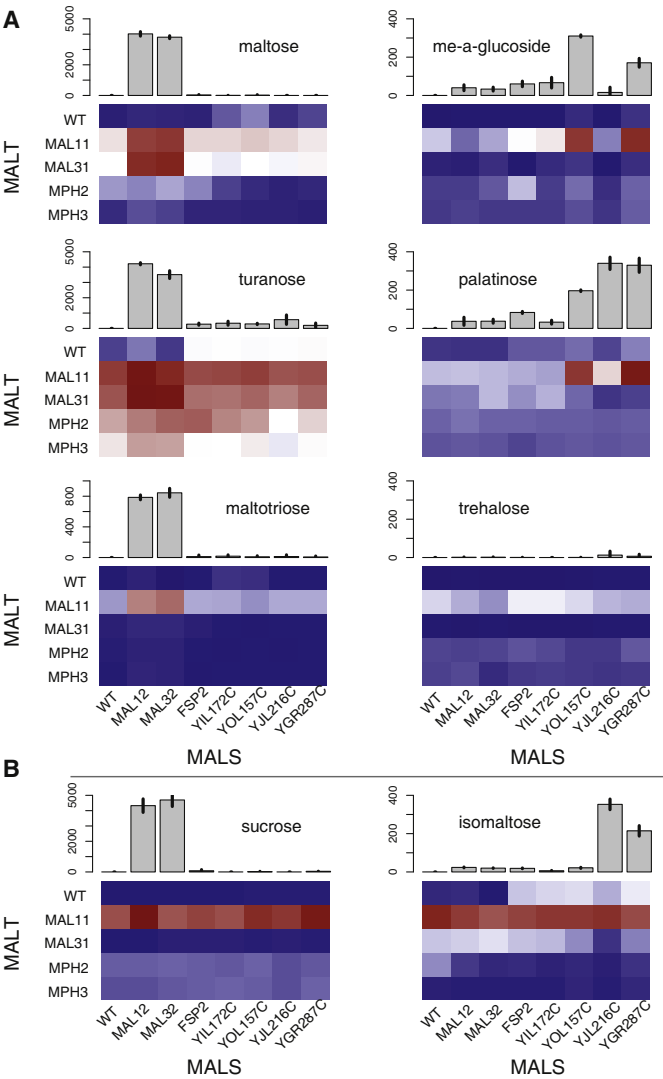 A
maltose
0
2000
5000
me-a-glucoside
0
200
400
MALT
WT
MAL11
MAL31
MPH2
MPH3
turanose
0
2000
5000
palatinose
0
200
400
MALT
WT
MAL11
MAL31
MPH2
MPH3
maltotriose
0
400
800
trehalose
0
200
400
MALT
WT
MAL11
MAL31
MPH2
MPH3
WT
MAL12
MAL32
FSP2
YIL172C
YOL157C
YJL216C
YGR287C
MALS
WT
MAL12
MAL32
FSP2
YIL172C
YOL157C
YJL216C
YGR287C
MALS
B
sucrose
0
2000
5000
isomaltose
0
200
400
MALT
WT
MAL11
MAL31
MPH2
MPH3
WT
MAL12
MAL32
FSP2
YIL172C
YOL157C
YJL216C
YGR287C
MALS
WT
MAL12
MAL32
FSP2
YIL172C
YOL157C
YJL216C
YGR287C
MALS